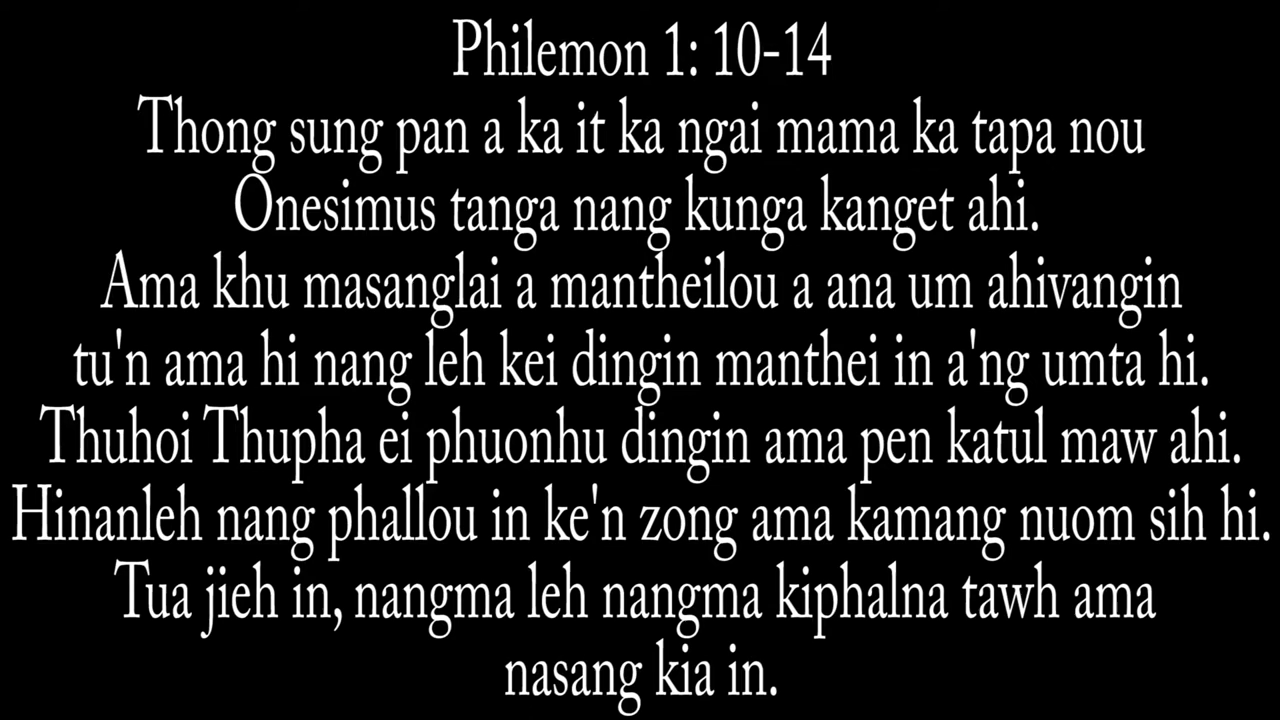 Philemon 1: 10-14
Thong sung pan a ka it ka ngai mama ka tapa nou
Onesimus tanga nang kunga kanget ahi.
Ama khu masanglai a mantheilou a ana um ahivangin
tu'n ama hi nang leh kei dingin manthei in a'ng umta hi.
Thuhoi Thupha ei phuonhu dingin ama pen katul maw ahi.
Hinanleh nang phallou in ke'n zong ama kamang nuom sih hi.
Tua jieh in, nangma leh nangma kiphalna tawh ama
nasang kia in.